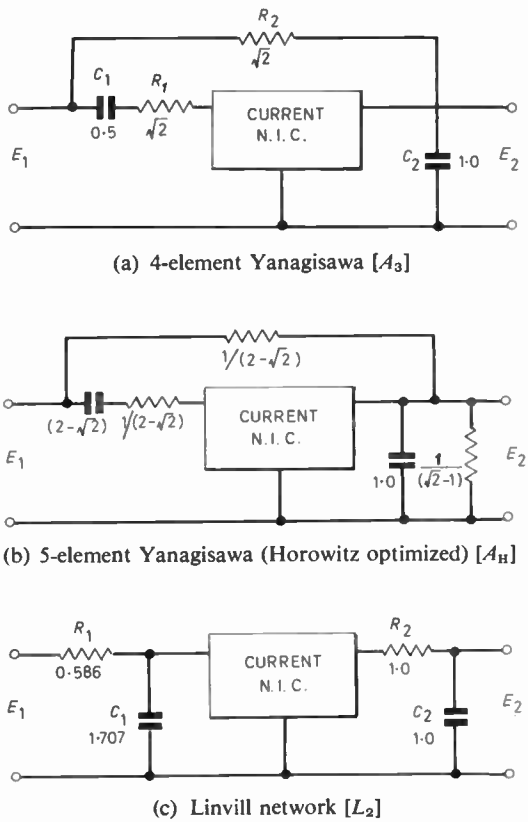 R₂
√2
C₁
R₁
0·5
√2
CURRENT
N.I.C.
C₂
1·0
E₁
E₂
(a) 4-element Yanagisawa [A₃]
1/(2-√2)
(2-√2)
1/(2-√2)
CURRENT
N.I.C.
1·0
1
(√2-1)
E₁
E₂
(b) 5-element Yanagisawa (Horowitz optimized) [A_H]
R₁
0·586
C₁
1·707
CURRENT
N.I.C.
R₂
1·0
C₂
1·0
E₁
E₂
(c) Linvill network [L₂]